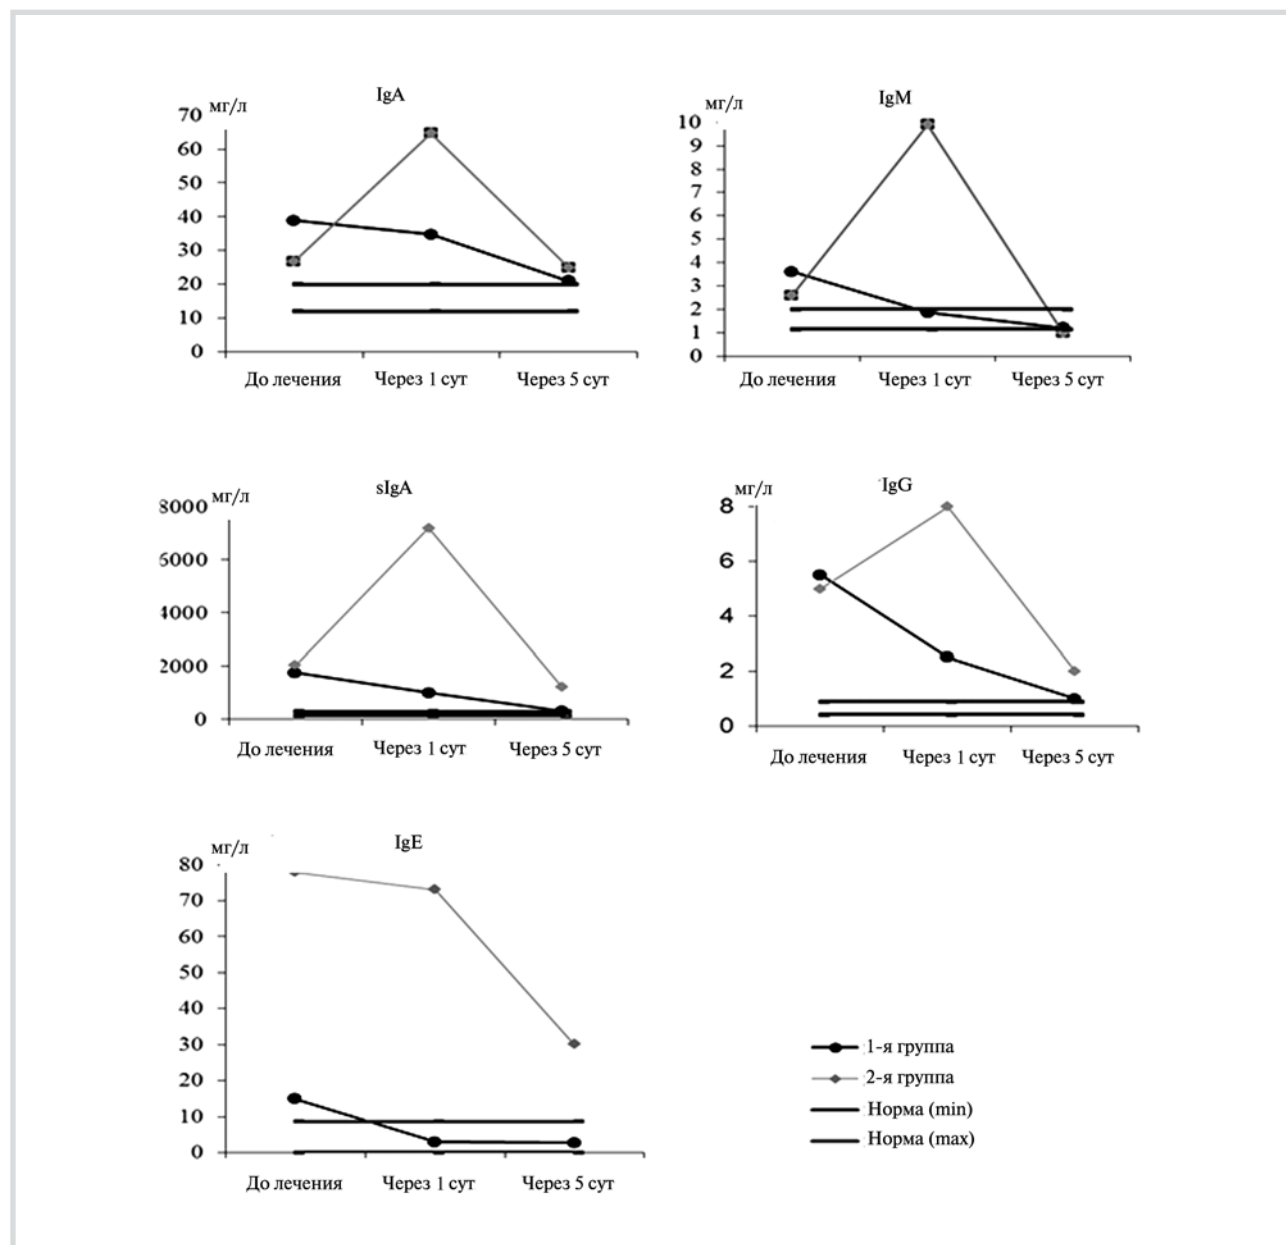 IgA
мг/л
70
60
50
40
30
20
10
0
До лечения Через 1 сут Через 5 сут
IgM
мг/л
10
9
8
7
6
5
4
3
2
1
0
До лечения Через 1 сут Через 5 сут
sIgA
мг/л
8000
6000
4000
2000
0
До лечения Через 1 сут Через 5 сут
IgG
мг/л
8
6
4
2
0
До лечения Через 1 сут Через 5 сут
IgE
мг/л
80
70
60
50
40
30
20
10
0
До лечения Через 1 сут Через 5 сут
1-я группа
2-я группа
Норма (min)
Норма (max)